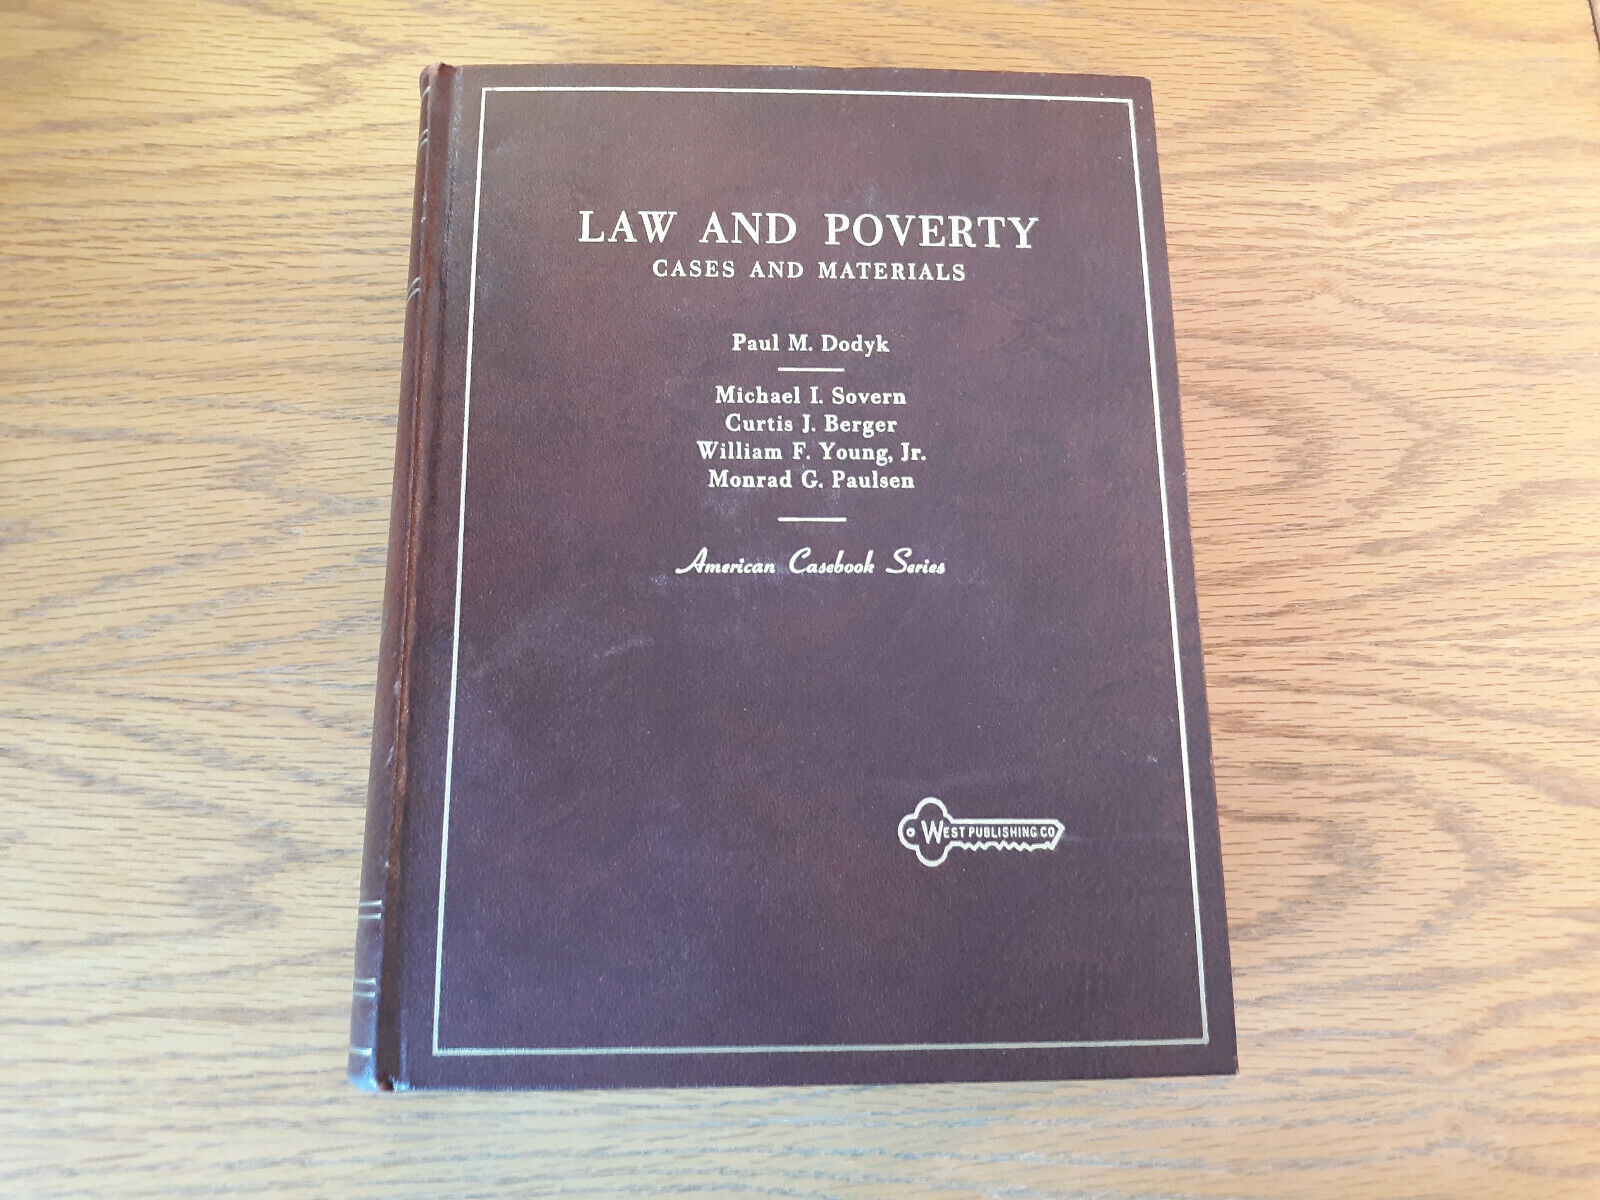 LAW AND POVERTY
CASES AND MATERIALS
Paul M. Dodyk
Michael I. Sovern
Curtis J. Berger
William F. Young, Jr.
Monrad G. Paulsen
American Casebook Series
WEST PUBLISHING CO